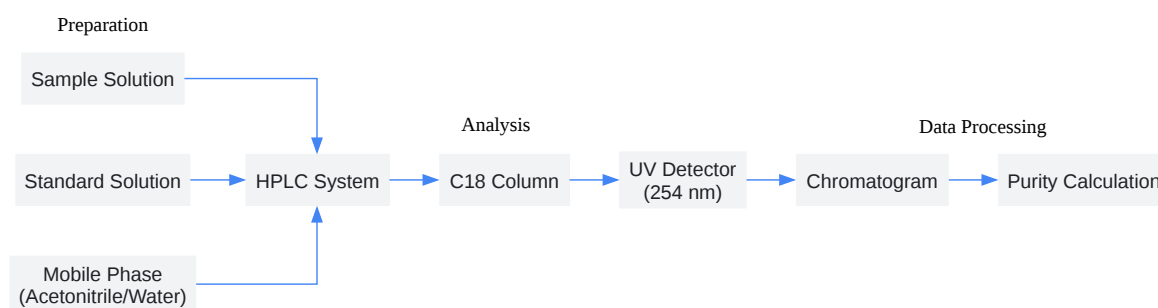 Preparation
Sample Solution
Analysis
Data Processing
Standard Solution
HPLC System
C18 Column
UV Detector
(254 nm)
Chromatogram
Purity Calculation
Mobile Phase
(Acetonitrile/Water)